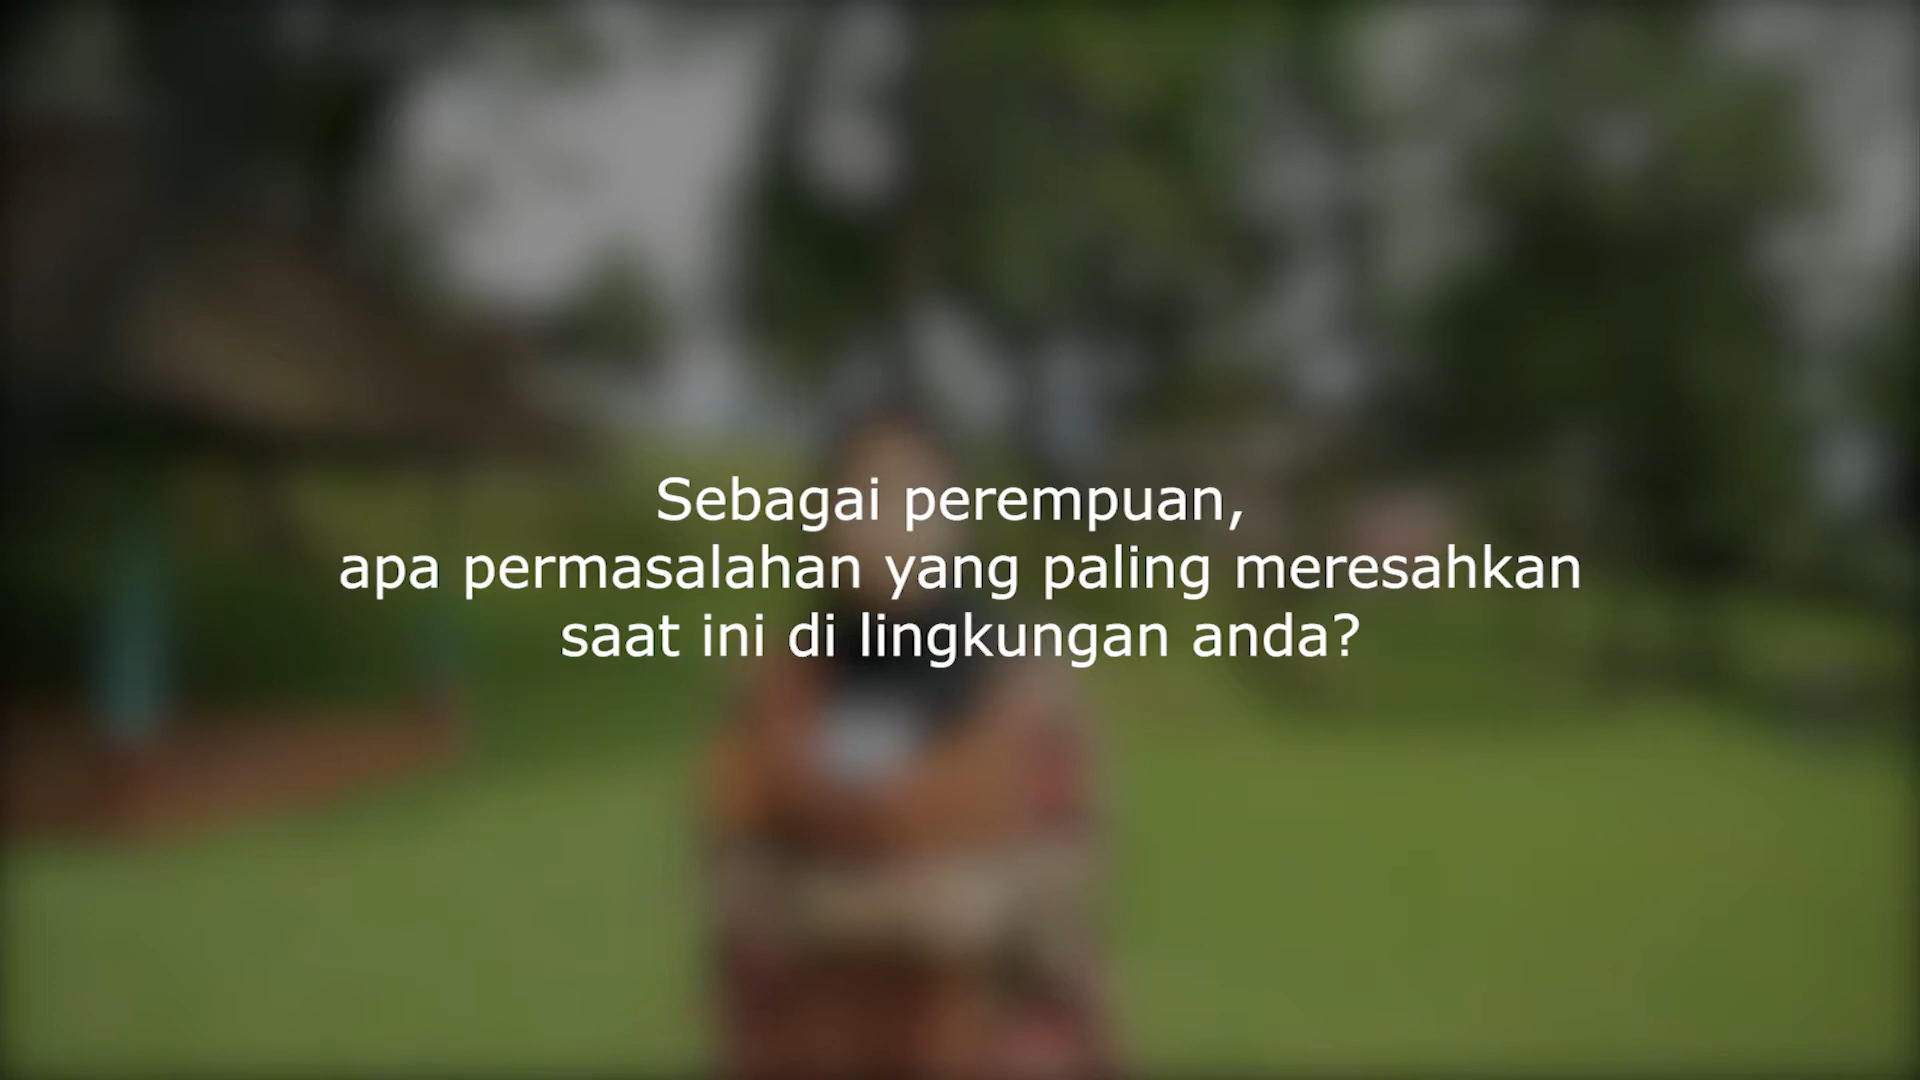 Sebagai perempuan,
apa permasalahan yang paling meresahkan
saat ini di lingkungan anda?